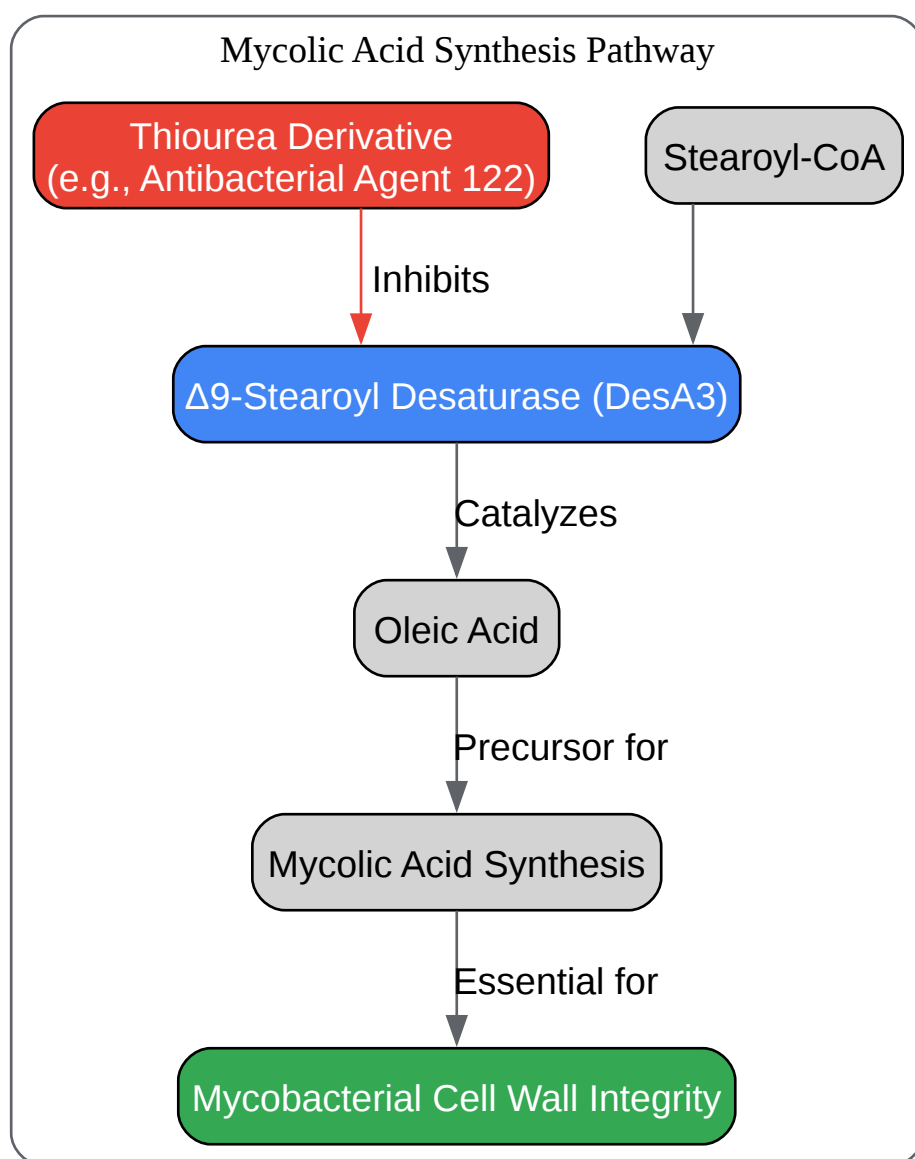 Mycolic Acid Synthesis Pathway
Thiourea Derivative
(e.g., Antibacterial Agent 122)
Stearoyl-CoA
Inhibits
Δ9-Stearoyl Desaturase (DesA3)
Catalyzes
Oleic Acid
Precursor for
Mycolic Acid Synthesis
Essential for
Mycobacterial Cell Wall Integrity